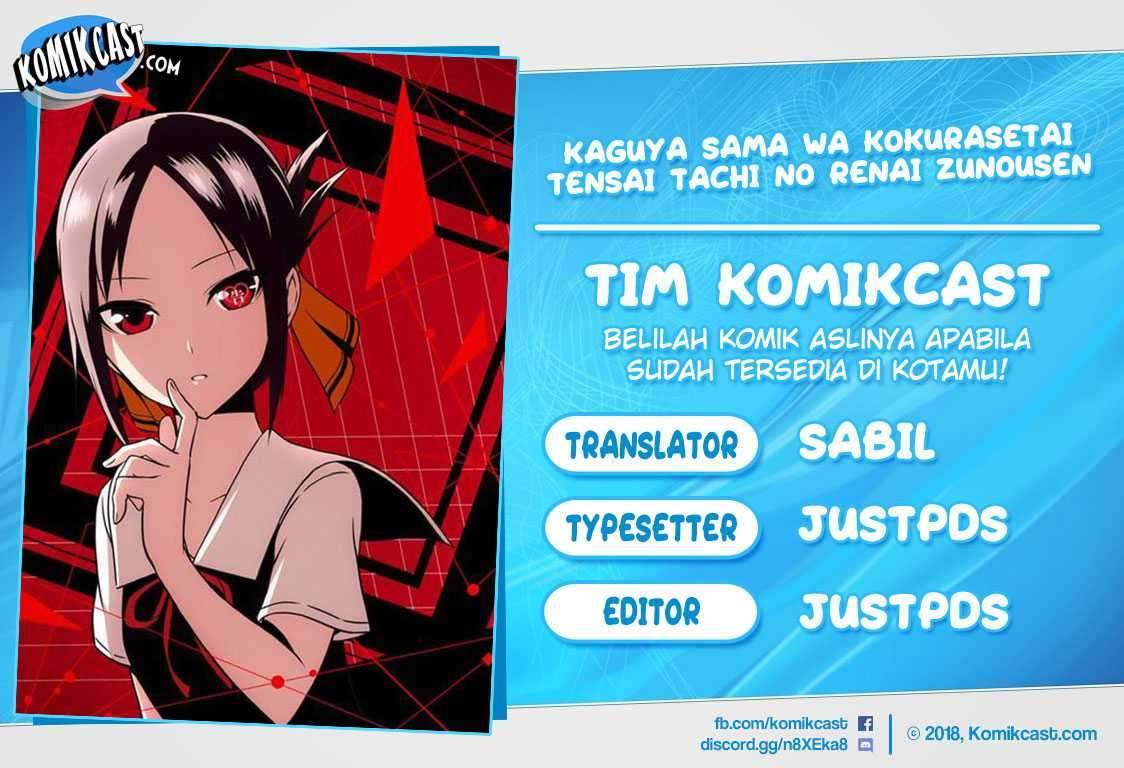 KOMIKCAST.COM
KAGUYA SAMA WA KOKURASETAI
TENSAI TACHI NO RENAI ZUNOUSEN
TIM KOMIKCAST
BELILAH KOMIK ASLINYA APABILA
SUDAH TERSEDIA DI KOTAMU!
TRANSLATOR SABIL
TYPESETTER JUSTPDS
EDITOR JUSTPDS
fb.com/komikcast
discord.gg/n8XEka8
© 2018, Komikcast.com